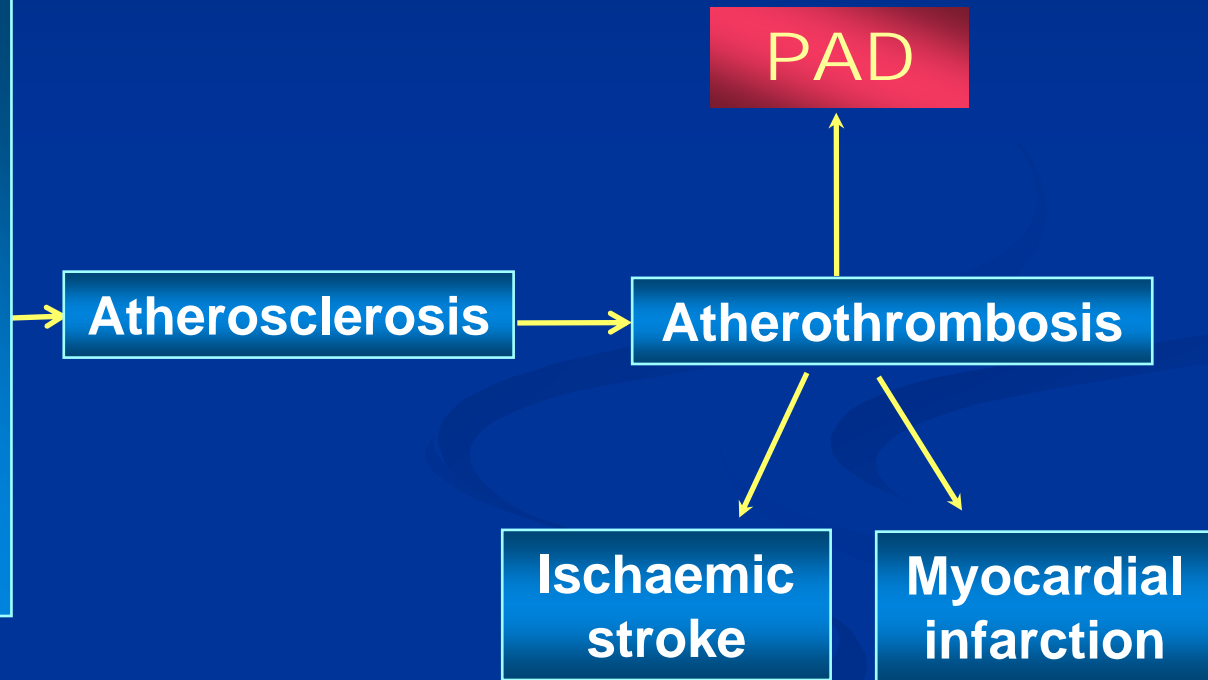 PAD
Atherosclerosis
Atherothrombosis
Ischaemic
stroke
Myocardial
infarction